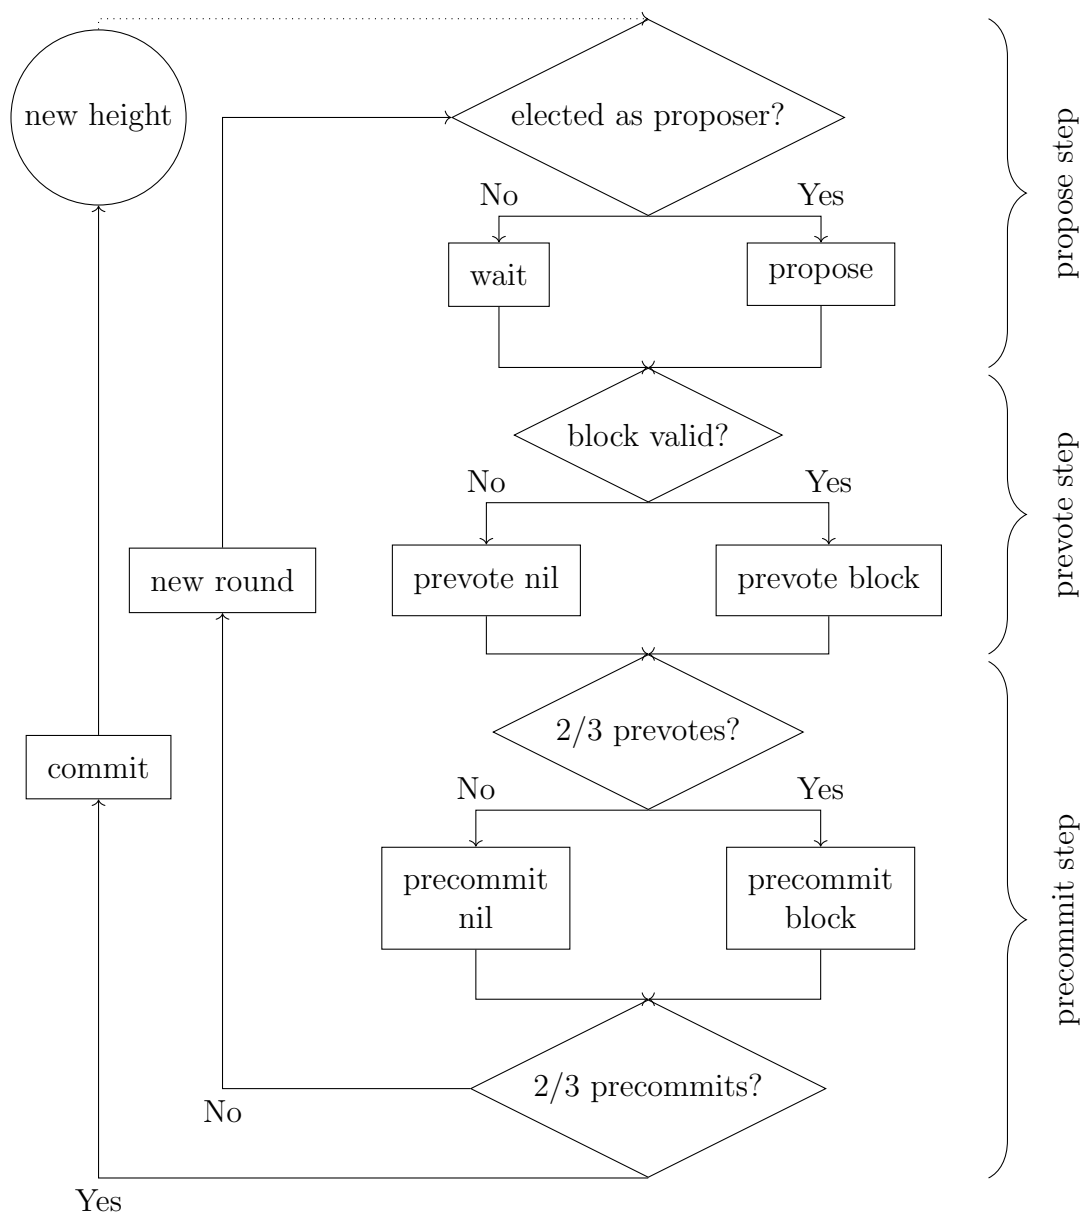 new height
elected as proposer?
No
Yes
wait
propose
propose step
block valid?
No
Yes
prevote nil
prevote block
prevote step
new round
2/3 prevotes?
commit
No
Yes
precommit
nil
precommit
block
precommit step
2/3 precommits?
No
Yes